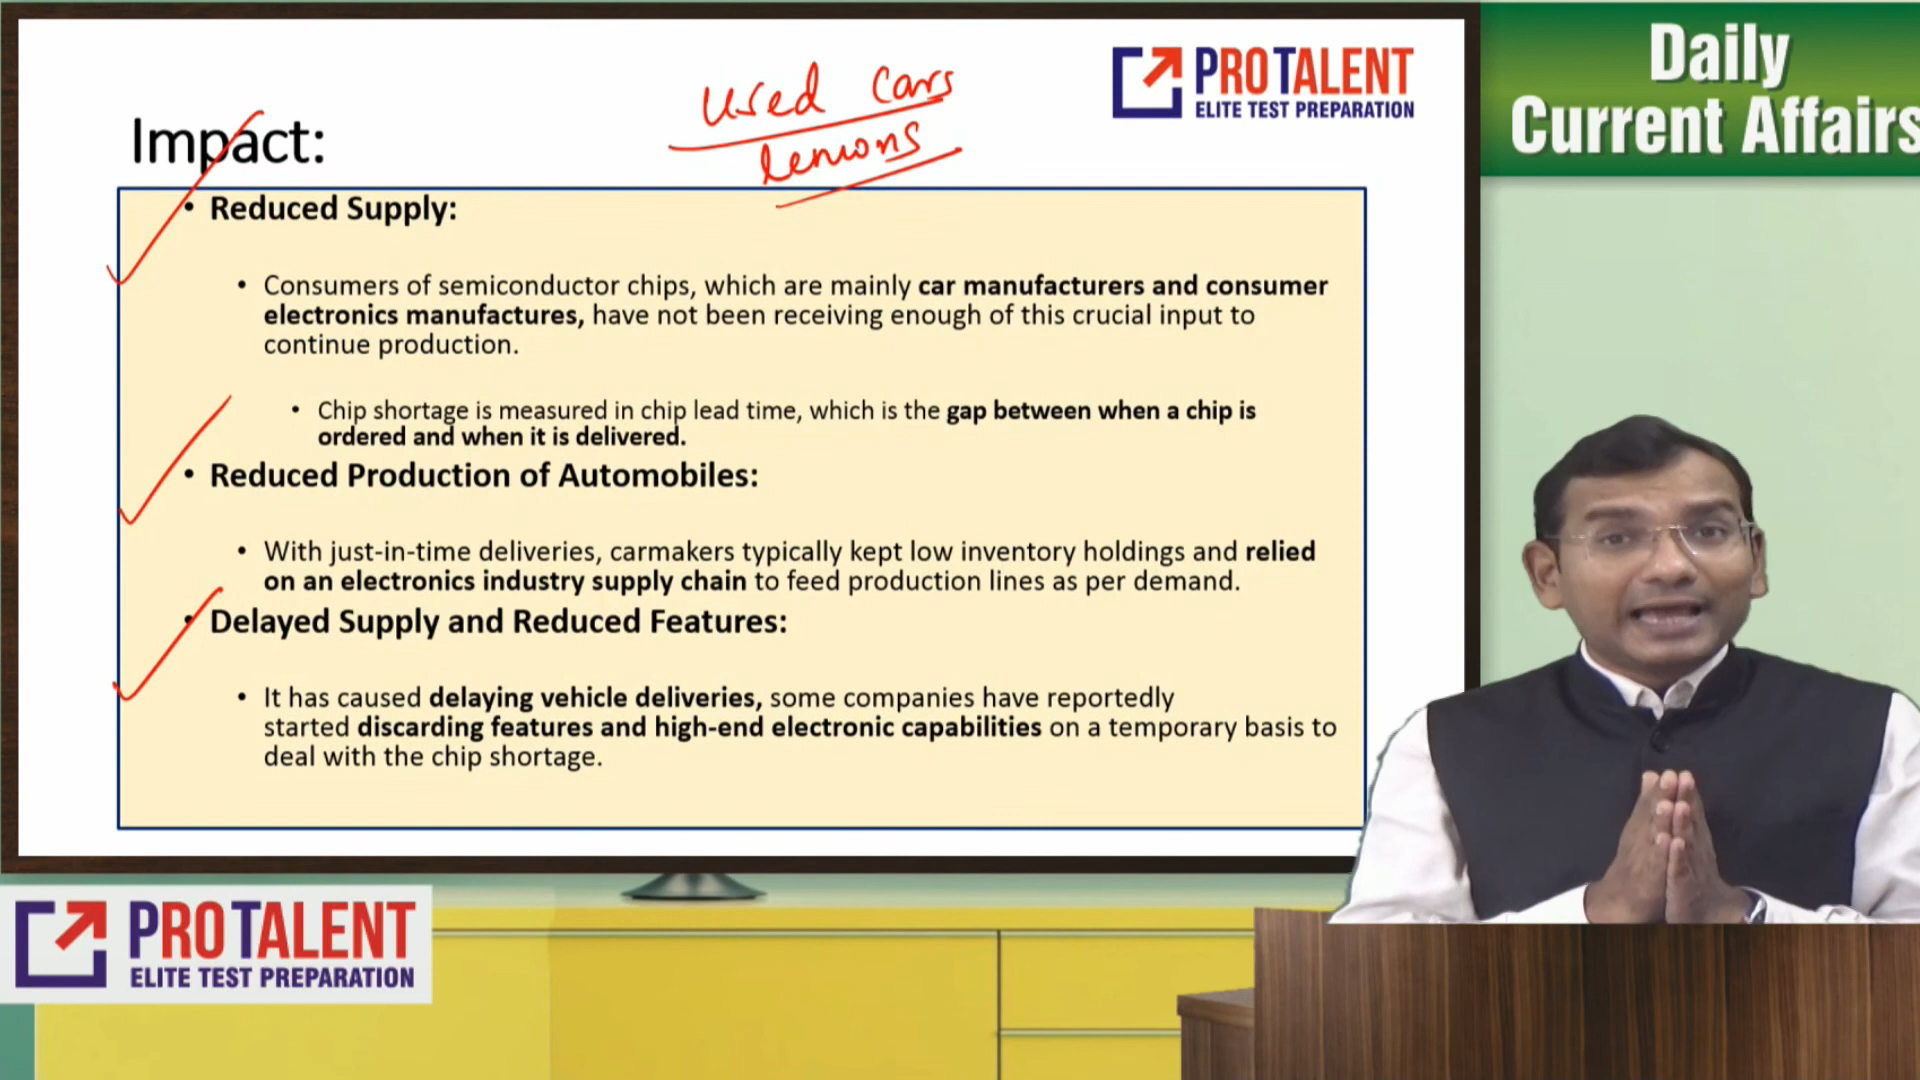 used cars
lemons
PROTALENT
ELITE TEST PREPARATION
Daily
Current Affairs
Impact:
• Reduced Supply:
• Consumers of semiconductor chips, which are mainly car manufacturers and consumer
electronics manufactures, have not been receiving enough of this crucial input to
continue production.
• Chip shortage is measured in chip lead time, which is the gap between when a chip is
ordered and when it is delivered.
• Reduced Production of Automobiles:
• With just-in-time deliveries, carmakers typically kept low inventory holdings and relied
on an electronics industry supply chain to feed production lines as per demand.
• Delayed Supply and Reduced Features:
• It has caused delaying vehicle deliveries, some companies have reportedly
started discarding features and high-end electronic capabilities on a temporary basis to
deal with the chip shortage.
PROTALENT
ELITE TEST PREPARATION